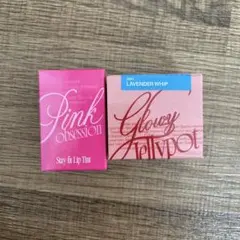 Pink
OBSESSION
Stay-In Lip Tint
LAVENDER WHIP
Glowy
Jellypot